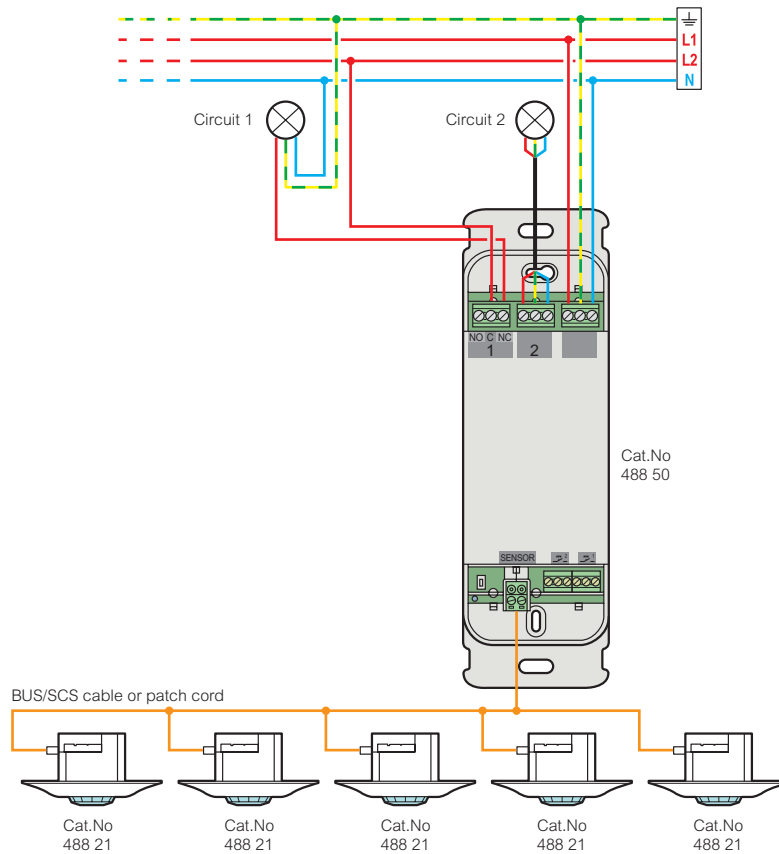 L1
L2
N
Circuit 1
Circuit 2
NO C NC
1
2
Cat.No
488 50
SENSOR
2
1
BUS/SCS cable or patch cord
Cat.No
488 21
Cat.No
488 21
Cat.No
488 21
Cat.No
488 21
Cat.No
488 21